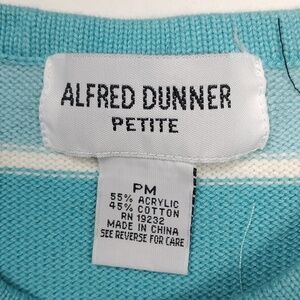 ALFRED DUNNER
PETITE
PM
55% ACRYLIC
45% COTTON
RN 19232
MADE IN CHINA
SEE REVERSE FOR CARE